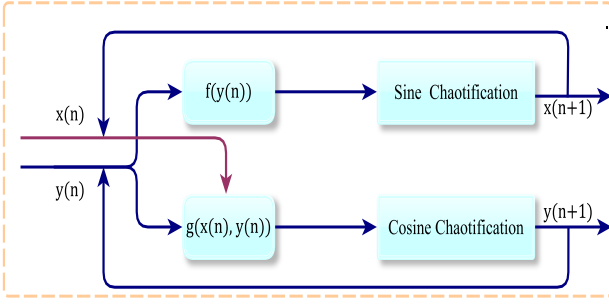 f(y(n))
Sine Chaotification
x(n)
x(n+1)
y(n)
y(n+1)
g(x(n), y(n))
Cosine Chaotification